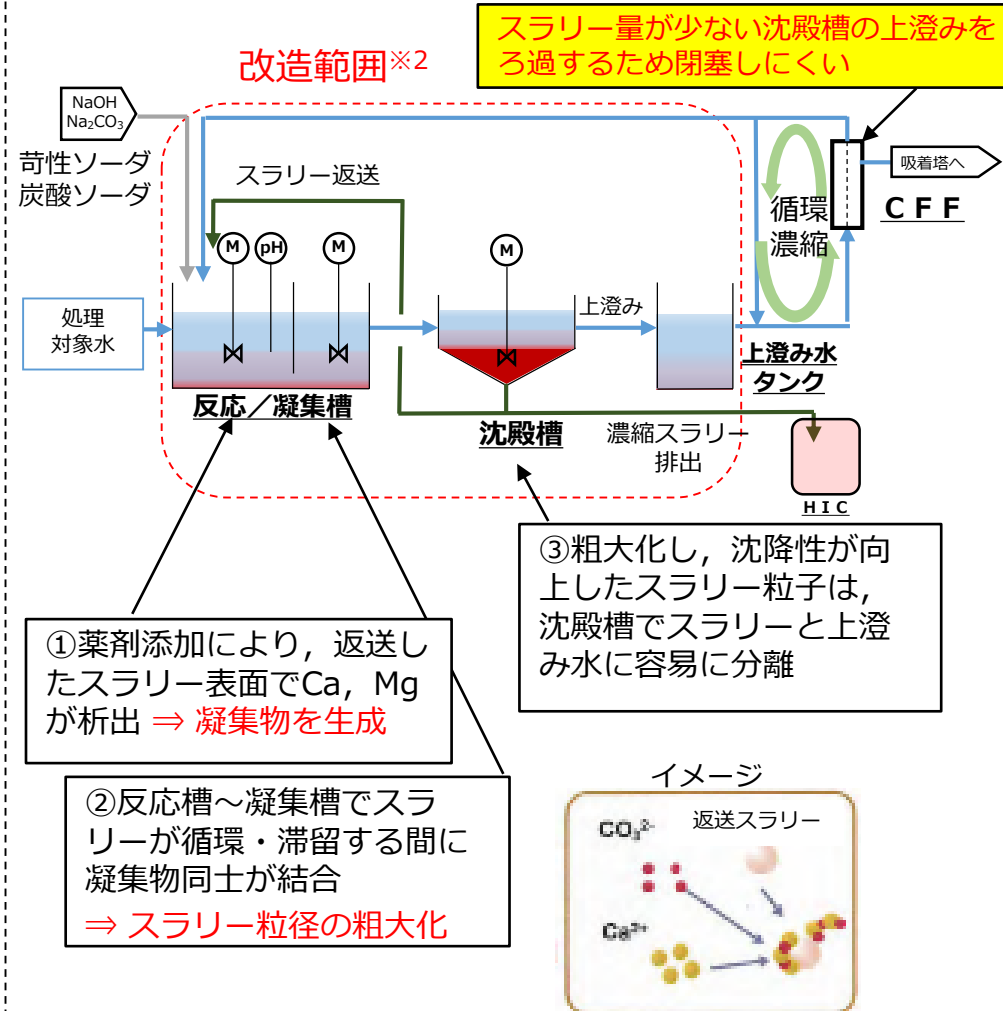 スラリー量が少ない沈殿槽の上澄みを
ろ過するため閉塞しにくい
改造範囲※2
NaOH
Na₂CO₃
苛性ソーダ
炭酸ソーダ
スラリー返送
吸着塔へ
CFF
循環
濃縮
M
pH
M
M
処理
対象水
上澄み
上澄み水
タンク
反応／凝集槽
沈殿槽
濃縮スラリー
排出
HIC
③粗大化し，沈降性が向
上したスラリー粒子は，
沈殿槽でスラリーと上澄
み水に容易に分離
①薬剤添加により，返送し
たスラリー表面でCa，Mg
が析出 ⇒ 凝集物を生成
②反応槽～凝集槽でスラ
リーが循環・滞留する間に
凝集物同士が結合
⇒ スラリー粒径の粗大化
イメージ
CO₃²⁻
返送スラリー
Ca²⁺